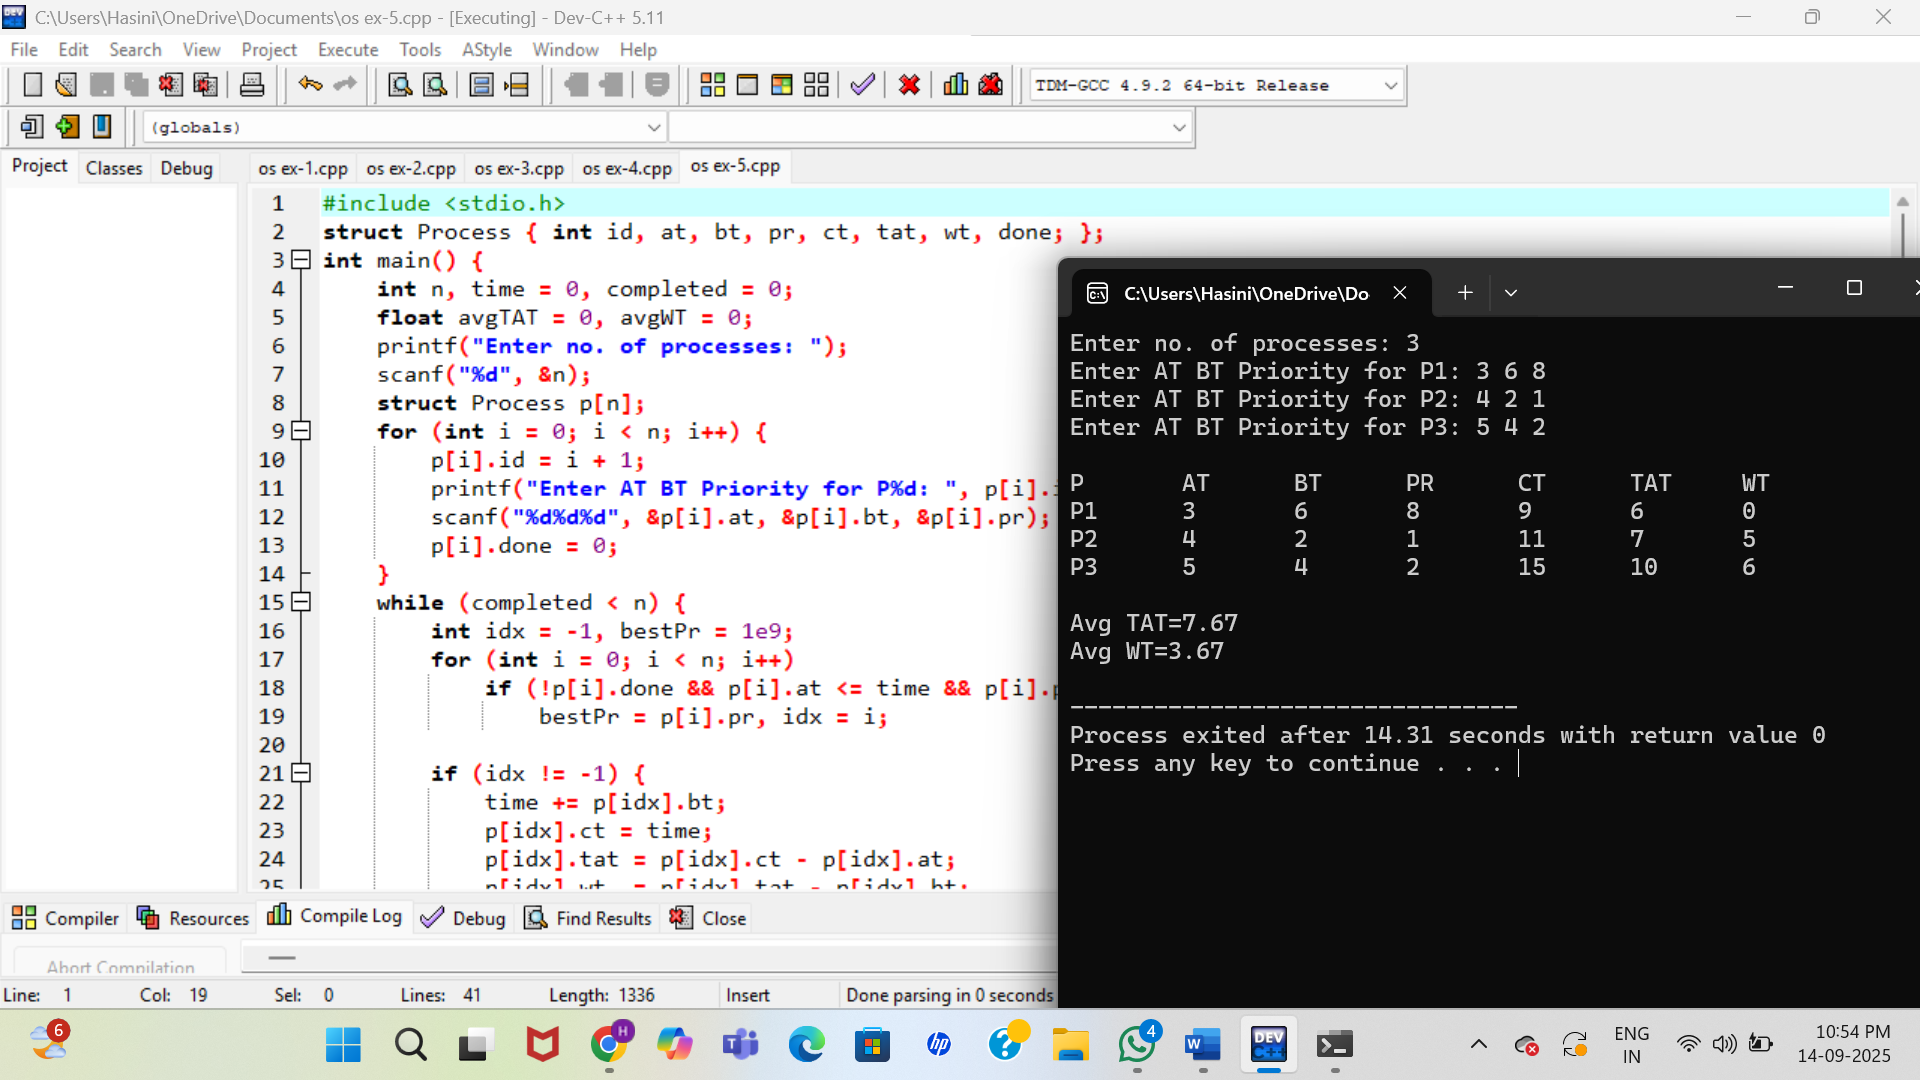 C:\Users\Hasini\OneDrive\Documents\os ex-5.cpp - [Executing] - Dev-C++ 5.11
File Edit Search View Project Execute Tools AStyle Window Help
TDM-GCC 4.9.2 64-bit Release
(globals)
Project Classes Debug
os ex-1.cpp os ex-2.cpp os ex-3.cpp os ex-4.cpp os ex-5.cpp
1 #include <stdio.h>
2 struct Process { int id, at, bt, pr, ct, tat, wt, done; };
3 int main() {
4 int n, time = 0, completed = 0;
5 float avgTAT = 0, avgWT = 0;
6 printf("Enter no. of processes: ");
7 scanf("%d", &n);
8 struct Process p[n];
9 for (int i = 0; i < n; i++) {
10 p[i].id = i + 1;
11 printf("Enter AT BT Priority for P%d: ", p[i].i
12 scanf("%d%d%d", &p[i].at, &p[i].bt, &p[i].pr);
13 p[i].done = 0;
14 }
15 while (completed < n) {
16 int idx = -1, bestPr = 1e9;
17 for (int i = 0; i < n; i++)
18 if (!p[i].done && p[i].at <= time && p[i].p
19 bestPr = p[i].pr, idx = i;
20
21 if (idx != -1) {
22 time += p[idx].bt;
23 p[idx].ct = time;
24 p[idx].tat = p[idx].ct - p[idx].at;
25 p[idx].wt = p[idx].tat - p[idx].bt;
C:\Users\Hasini\OneDrive\Do
Enter no. of processes: 3
Enter AT BT Priority for P1: 3 6 8
Enter AT BT Priority for P2: 4 2 1
Enter AT BT Priority for P3: 5 4 2
P AT BT PR CT TAT WT
P1 3 6 8 9 6 0
P2 4 2 1 11 7 5
P3 5 4 2 15 10 6
Avg TAT=7.67
Avg WT=3.67
--------------------------------
Process exited after 14.31 seconds with return value 0
Press any key to continue . . .
Compiler Resources Compile Log Debug Find Results Close
Abort Compilation
Line: 1 Col: 19 Sel: 0 Lines: 41 Length: 1336 Insert Done parsing in 0 seconds
6
H
4
hp
DEV C++
ENG
IN
10:54 PM
14-09-2025